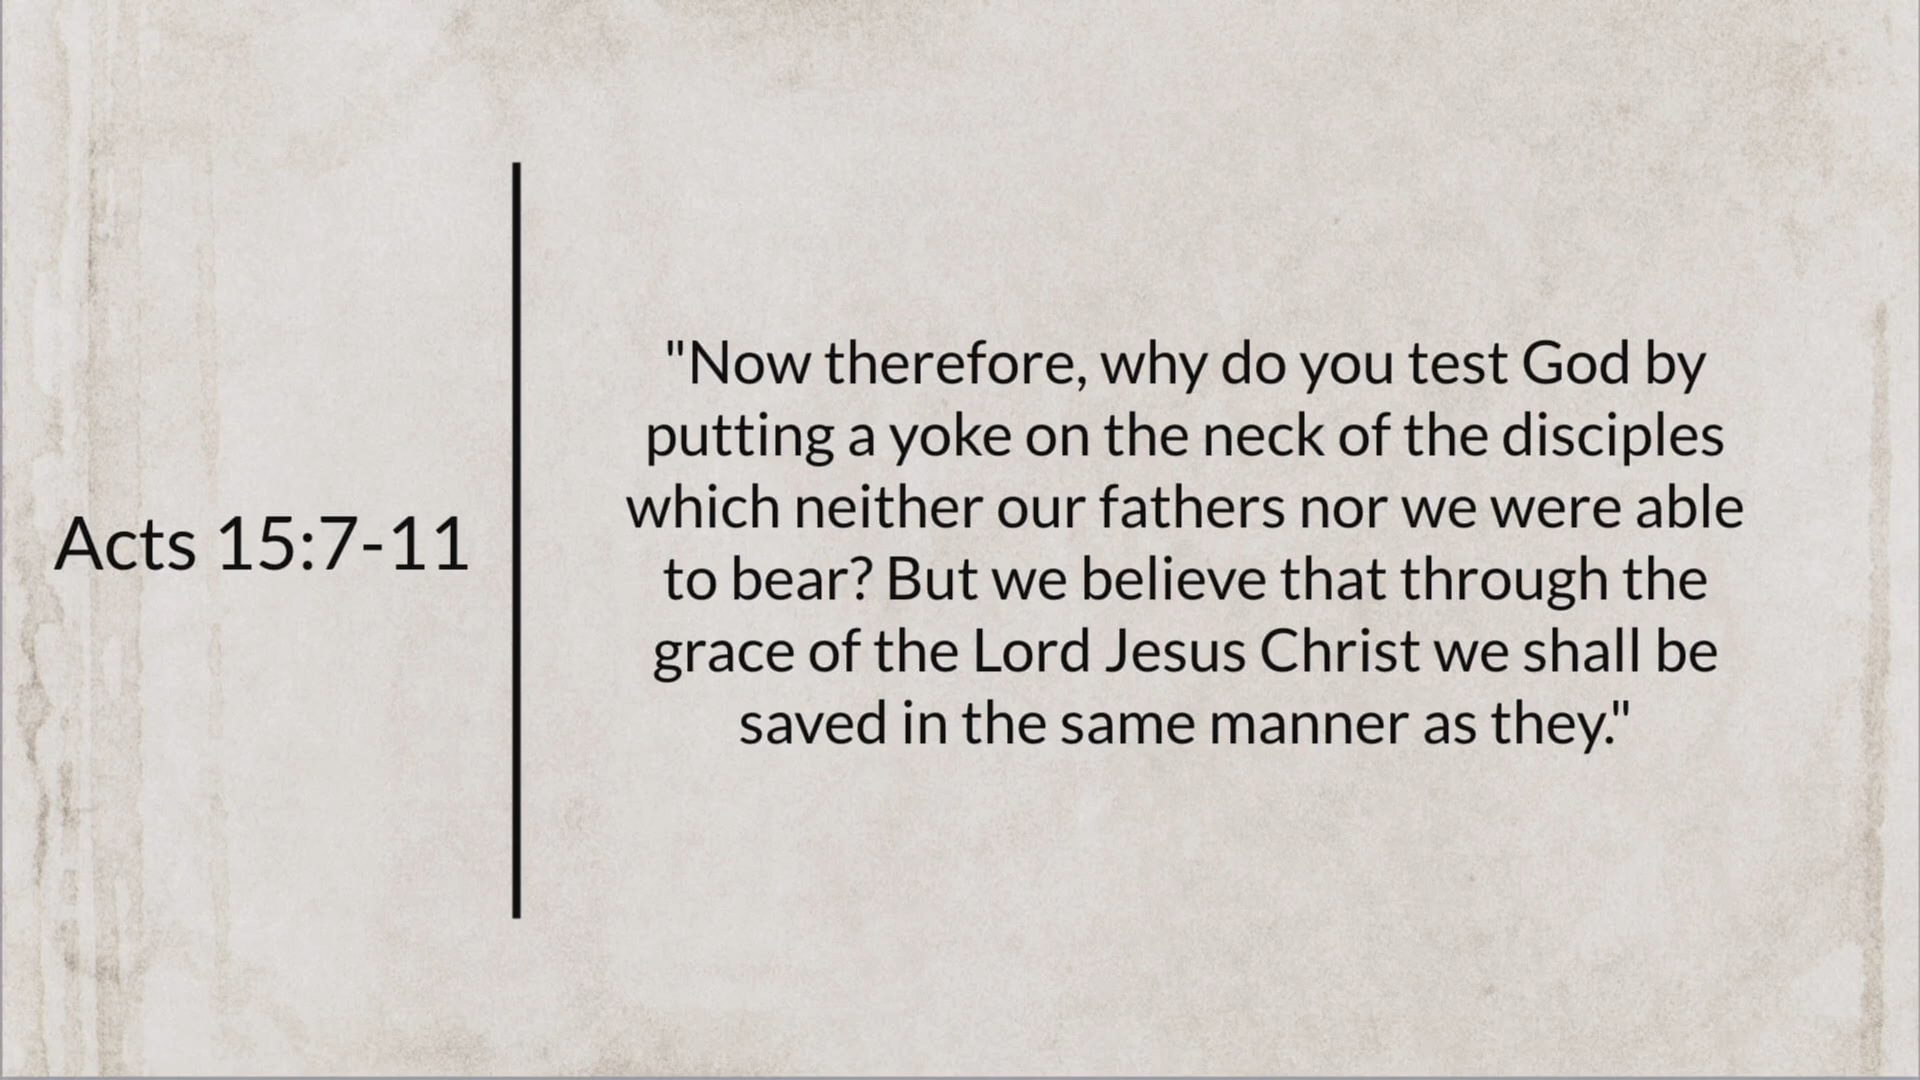 Acts 15:7-11
"Now therefore, why do you test God by
putting a yoke on the neck of the disciples
which neither our fathers nor we were able
to bear? But we believe that through the
grace of the Lord Jesus Christ we shall be
saved in the same manner as they."